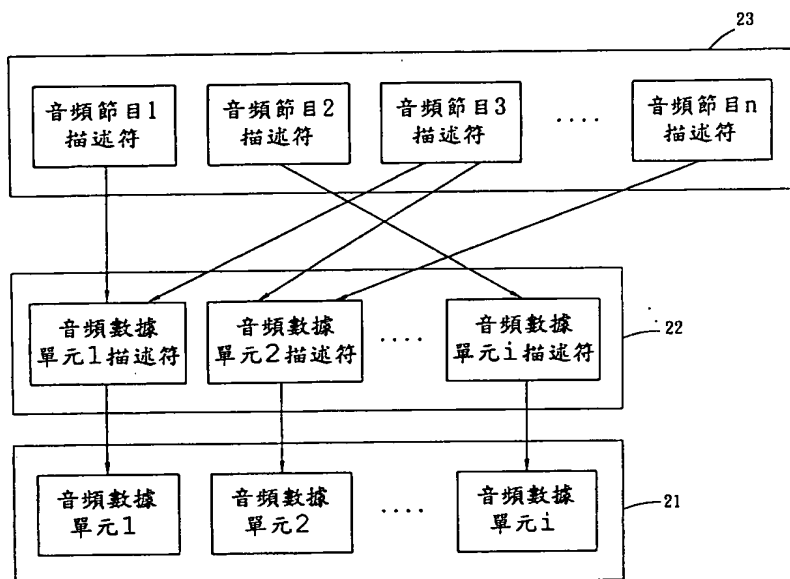 23
音頻節目1
描述符
音頻節目2
描述符
音頻節目3
描述符
....
音頻節目n
描述符
音頻數據
單元1描述符
音頻數據
單元2描述符
....
音頻數據
單元i描述符
22
音頻數據
單元1
音頻數據
單元2
....
音頻數據
單元i
21